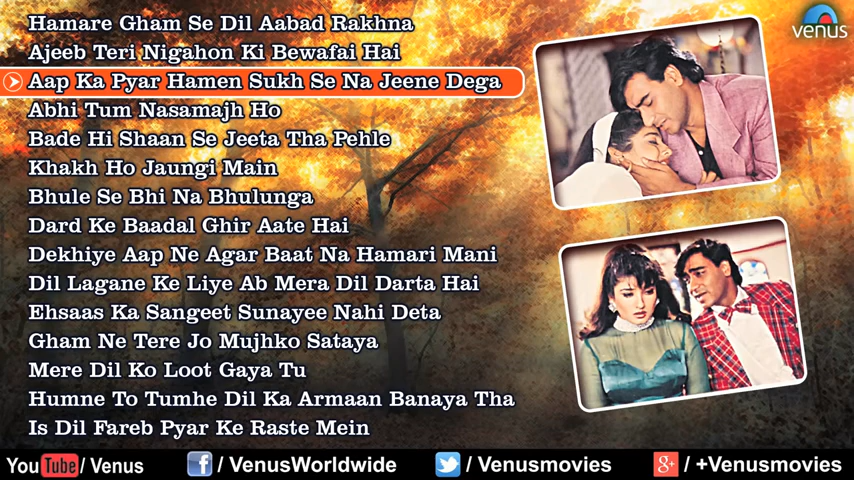 Hamare Gham Se Dil Aabad Rakhna
Ajeeb Teri Nigahon Ki Bewafai Hai
Aap Ka Pyar Hamen Sukh Se Na Jeene Dega
Abhi Tum Nasamajh Ho
Bade Hi Shaan Se Jeeta Tha Pehle
Khakh Ho Jaungi Main
Bhule Se Bhi Na Bhulunga
Dard Ke Baadal Ghir Aate Hai
Dekhiye Aap Ne Agar Baat Na Hamari Mani
Dil Lagane Ke Liye Ab Mera Dil Darta Hai
Ehsaas Ka Sangeet Sunayee Nahi Deta
Gham Ne Tere Jo Mujhko Sataya
Mere Dil Ko Loot Gaya Tu
Humne To Tumhe Dil Ka Armaan Banaya Tha
Is Dil Fareb Pyar Ke Raste Mein
venus
You Tube / Venus f / VenusWorldwide / Venusmovies g+ / +Venusmovies